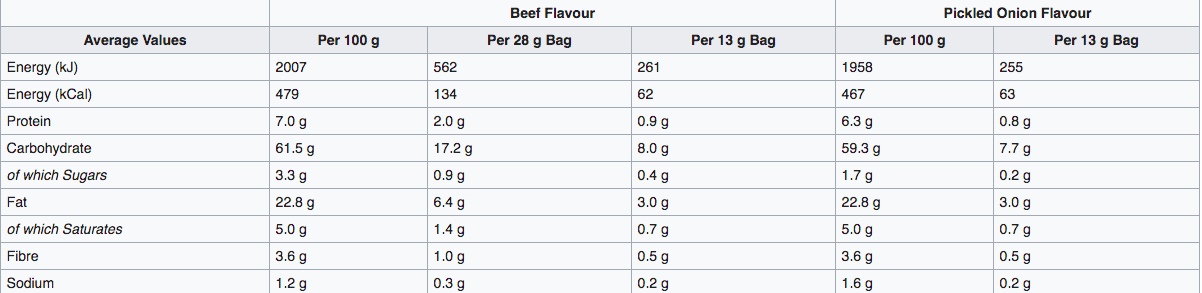 Beef Flavour Pickled Onion Flavour
Average Values Per 100 g Per 28 g Bag Per 13 g Bag Per 100 g Per 13 g Bag
Energy (kJ) 2007 562 261 1958 255
Energy (kCal) 479 134 62 467 63
Protein 7.0 g 2.0 g 0.9 g 6.3 g 0.8 g
Carbohydrate 61.5 g 17.2 g 8.0 g 59.3 g 7.7 g
of which Sugars 3.3 g 0.9 g 0.4 g 1.7 g 0.2 g
Fat 22.8 g 6.4 g 3.0 g 22.8 g 3.0 g
of which Saturates 5.0 g 1.4 g 0.7 g 5.0 g 0.7 g
Fibre 3.6 g 1.0 g 0.5 g 3.6 g 0.5 g
Sodium 1.2 g 0.3 g 0.2 g 1.6 g 0.2 g